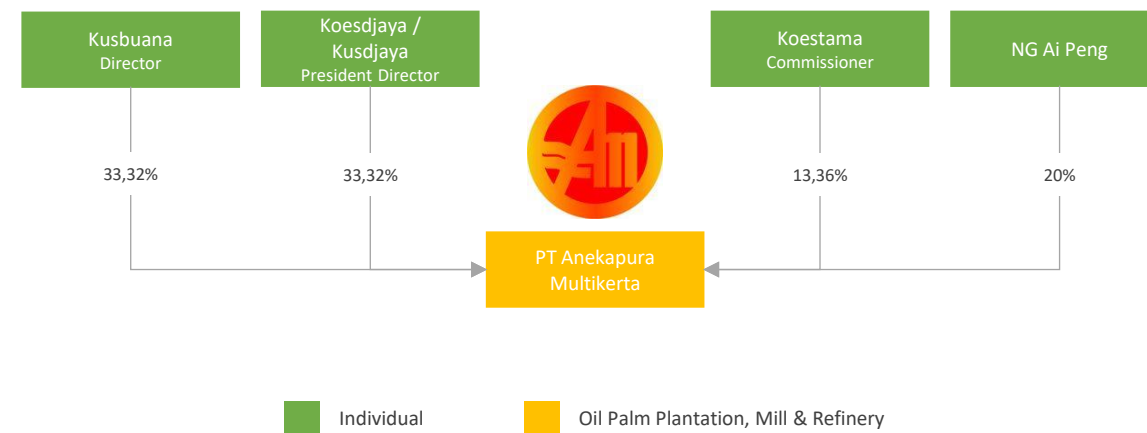 Kusbuana
Director
Koesdjaya /
Kusdjaya
President Director
Koestama
Commissioner
NG Ai Peng
Am
33,32%
33,32%
13,36%
20%
PT Anekapura
Multikerta
Individual
Oil Palm Plantation, Mill & Refinery